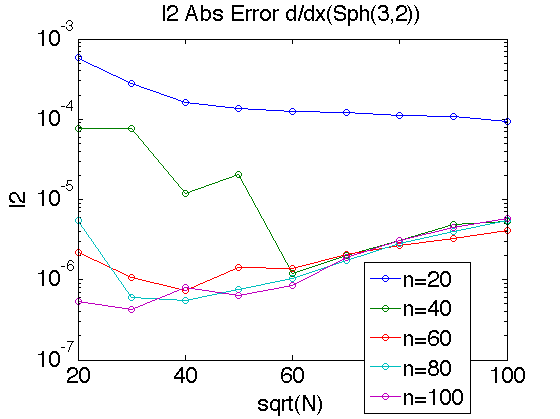 l2 Abs Error d/dx(Sph(3,2))
10^-3
10^-4
10^-5
10^-6
10^-7
l2
20
40
60
100
sqrt(N)
n=20
n=40
n=60
n=80
n=100